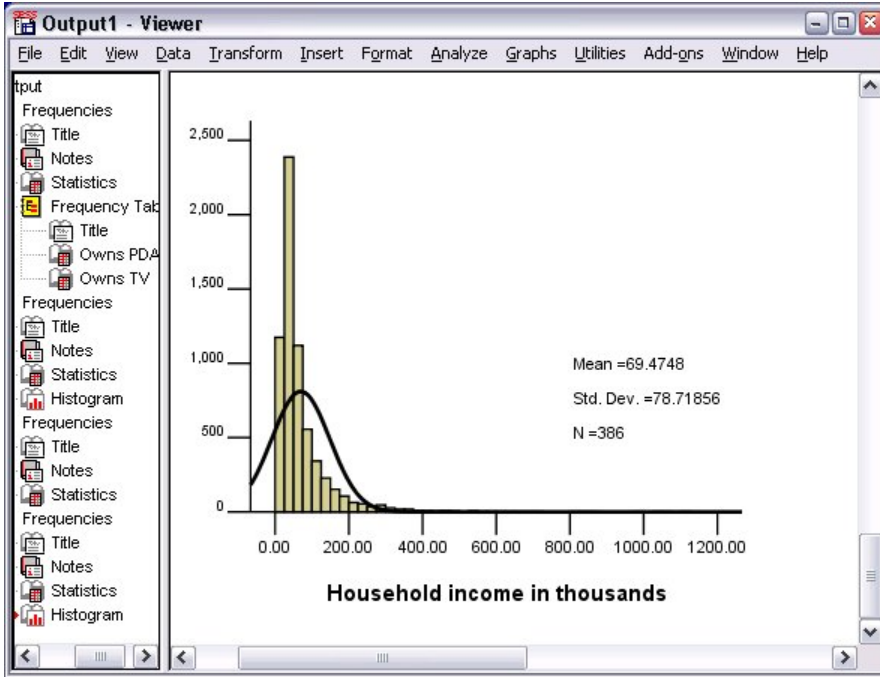 Output1 - Viewer
File Edit View Data Transform Insert Format Analyze Graphs Utilities Add-ons Window Help
tput
Frequencies
Title
Notes
Statistics
Frequency Tab
Title
Owns PDA
Owns TV
Frequencies
Title
Notes
Statistics
Histogram
Frequencies
Title
Notes
Statistics
Frequencies
Title
Notes
Statistics
Histogram
2,500
2,000
1,500
1,000
500
0
Mean =69.4748
Std. Dev. =78.71856
N =386
0.00 200.00 400.00 600.00 800.00 1000.00 1200.00
Household income in thousands